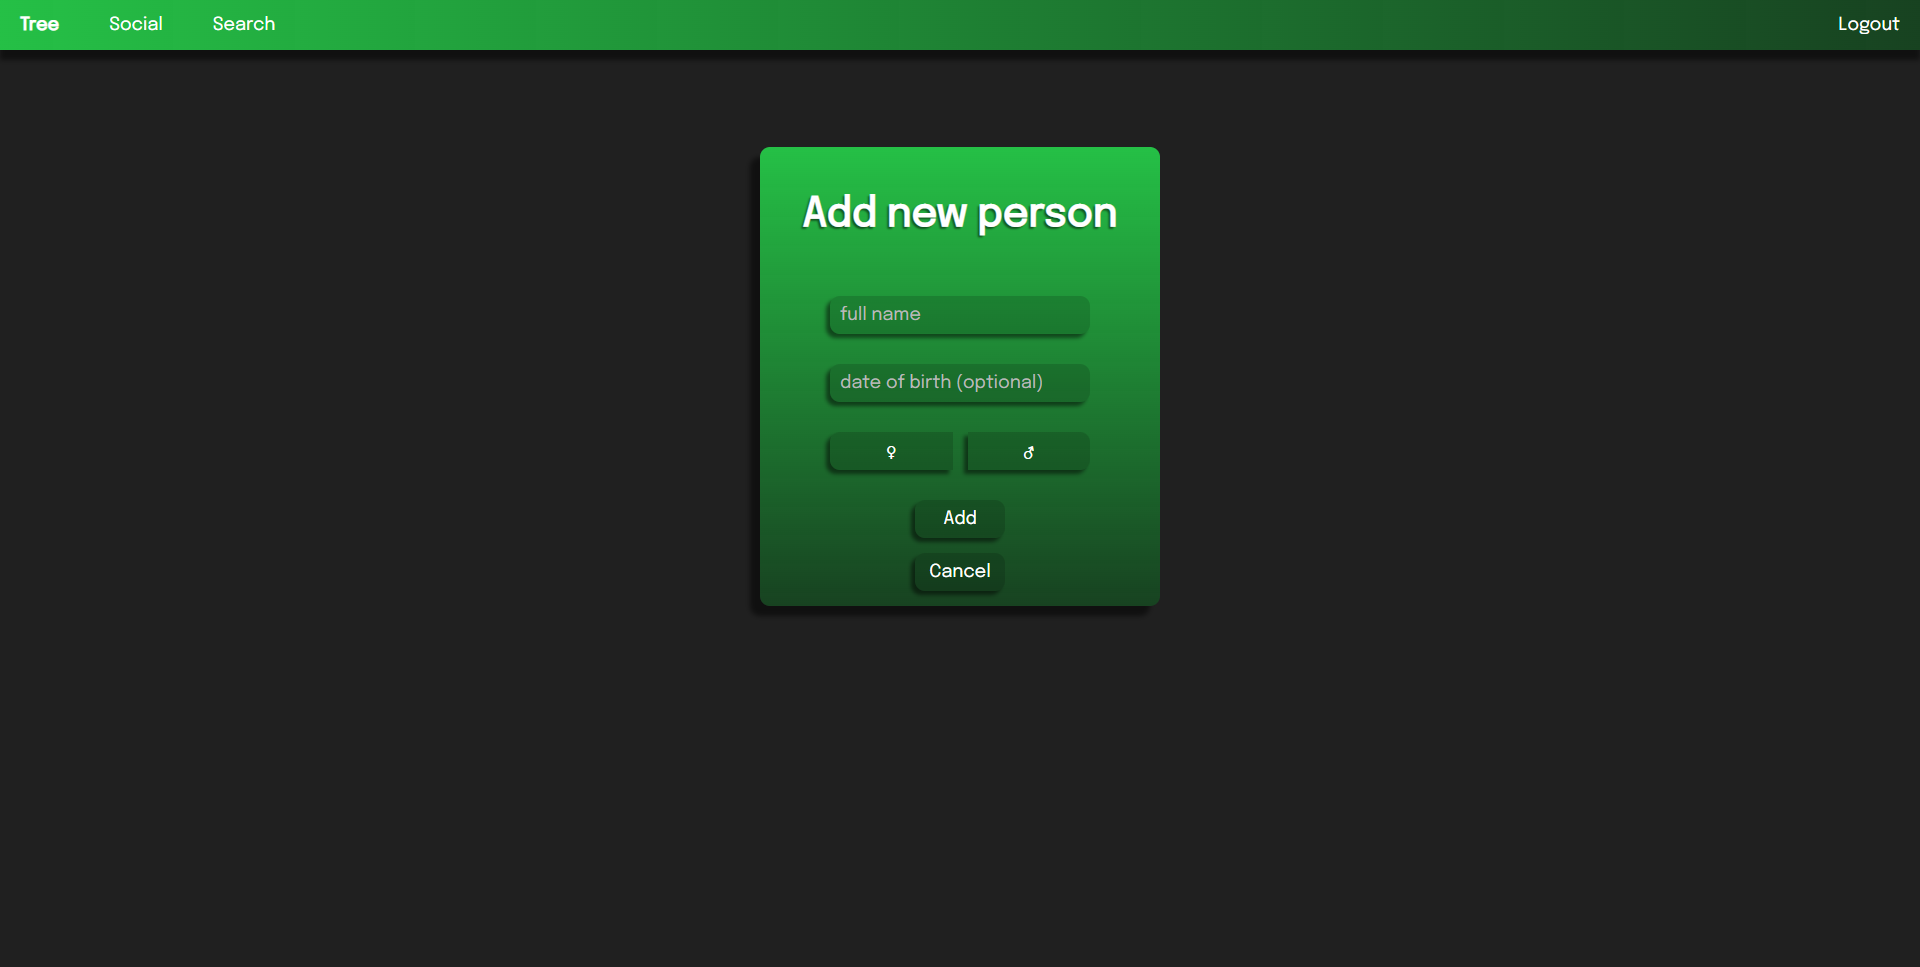 Tree Social Search Logout
Add new person
full name
date of birth (optional)
♀ ♂
Add
Cancel